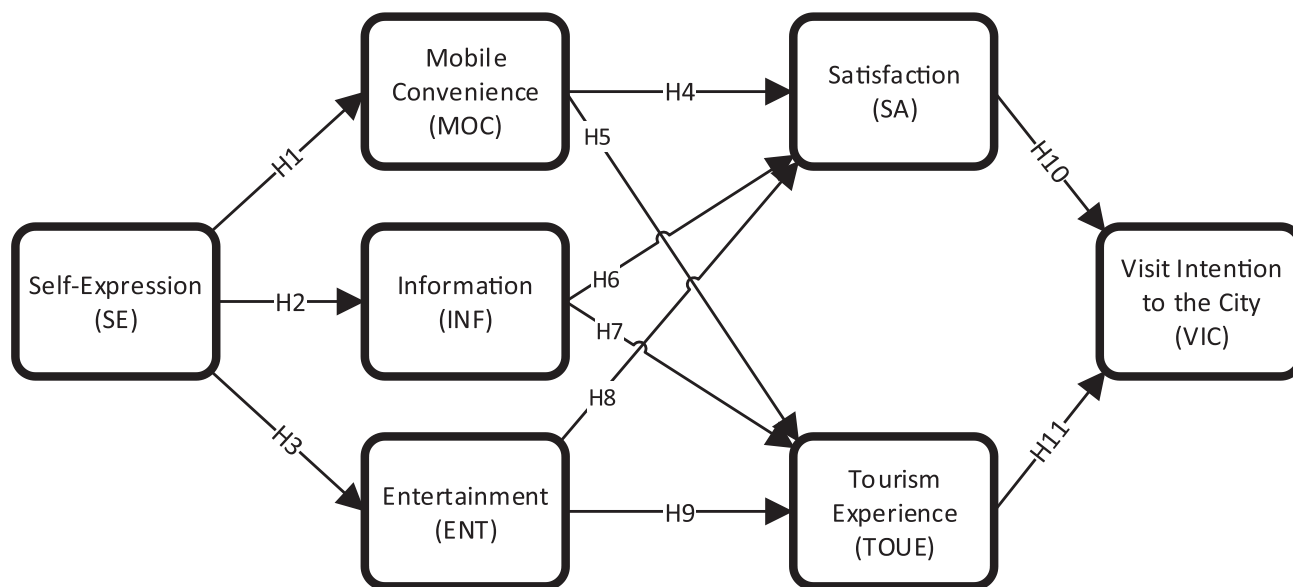 Mobile
Convenience
(MOC)
Satisfaction
(SA)
H4
H5
H1
H10
Self-Expression
(SE)
H2
Information
(INF)
H6
H7
Visit Intention
to the City
(VIC)
H8
H3
H11
Entertainment
(ENT)
H9
Tourism
Experience
(TOUE)